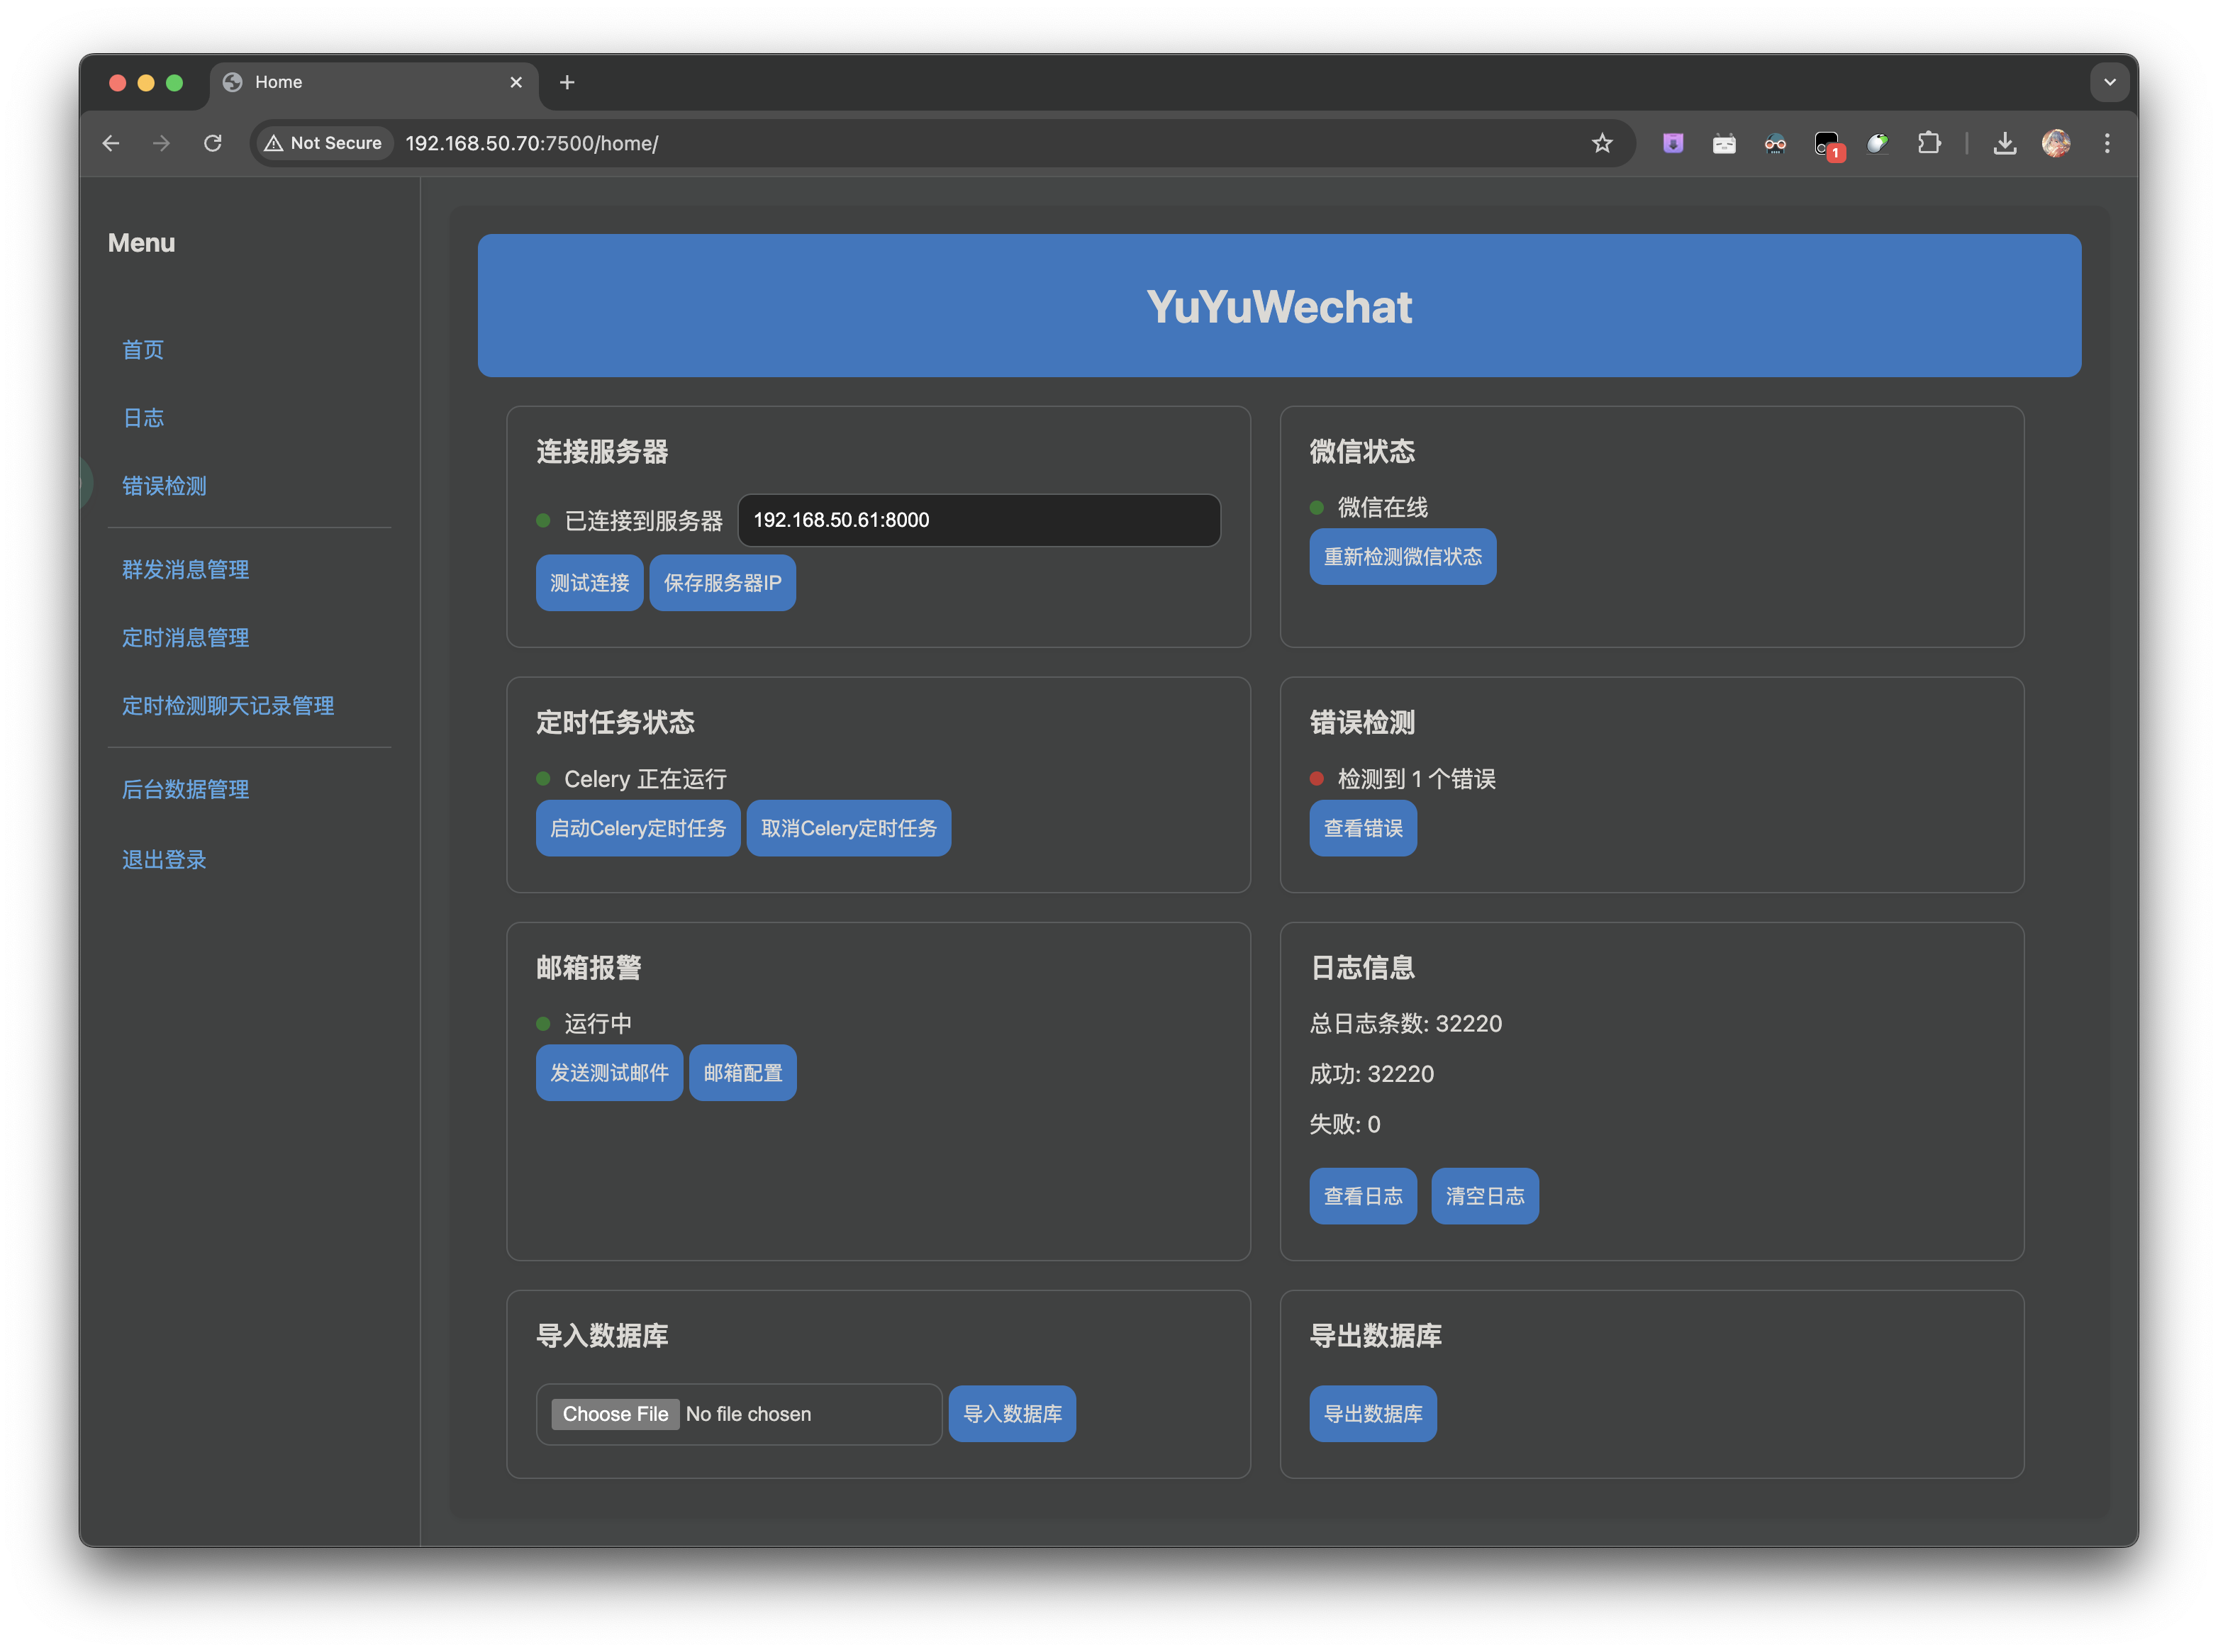 Home
Not Secure
192.168.50.70:7500/home/
1
Menu
首页
日志
错误检测
群发消息管理
定时消息管理
定时检测聊天记录管理
后台数据管理
退出登录
YuYuWechat
连接服务器
已连接到服务器 192.168.50.61:8000
测试连接 保存服务器IP
微信状态
微信在线
重新检测微信状态
定时任务状态
Celery 正在运行
启动Celery定时任务 取消Celery定时任务
错误检测
检测到 1 个错误
查看错误
邮箱报警
运行中
发送测试邮件 邮箱配置
日志信息
总日志条数: 32220
成功: 32220
失败: 0
查看日志 清空日志
导入数据库
Choose File No file chosen 导入数据库
导出数据库
导出数据库